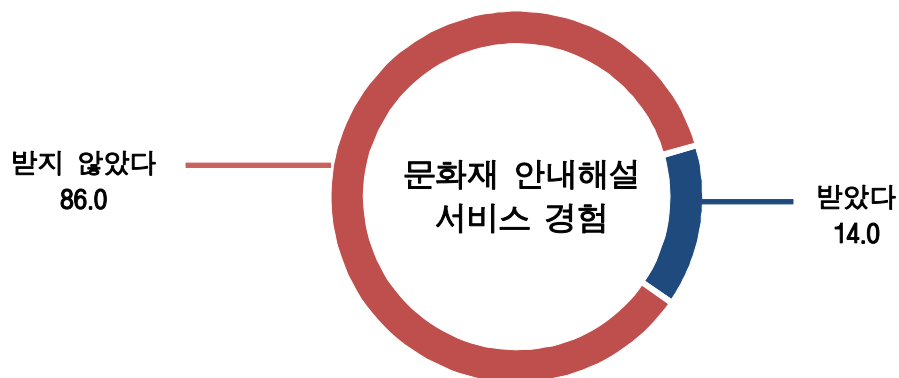 받지 않았다
86.0
문화재 안내해설
서비스 경험
받았다
14.0